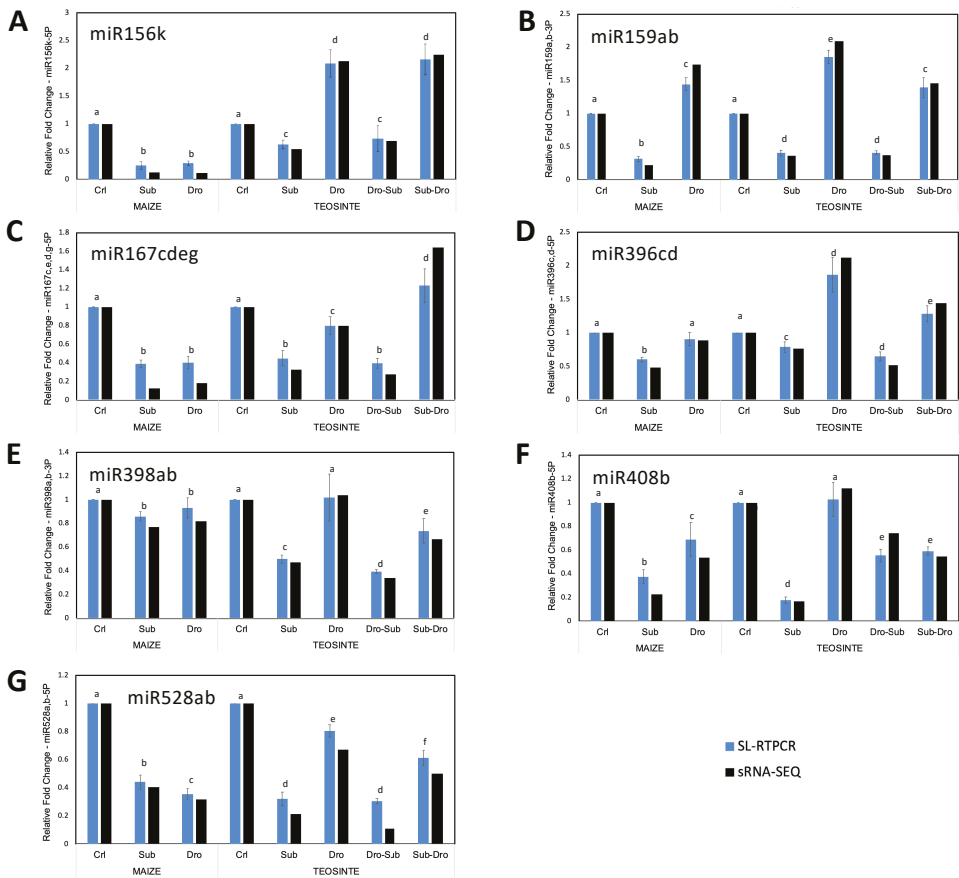 A
miR156k
Relative Fold Change - miR156k-5P
3
2.5
2
1.5
1
0.5
0
a
b
b
a
c
d
c
d
Crl Sub Dro Crl Sub Dro Dro-Sub Sub-Dro
MAIZE TEOSINTE
B
miR159ab
Relative Fold Change - miR159a,b-3P
2.5
2
1.5
1
0.5
0
a
b
d
a
d
e
d
c
Crl Sub Dro Crl Sub Dro Dro-Sub Sub-Dro
MAIZE TEOSINTE
C
miR167cdeg
Relative Fold Change - miR167c,e,d,g-5P
1.8
1.6
1.4
1.2
1
0.8
0.6
0.4
0.2
0
a
b
b
a
b
c
b
d
Crl Sub Dro Crl Sub Dro Dro-Sub Sub-Dro
MAIZE TEOSINTE
D
miR396cd
Relative Fold Change - miR396c,d-5P
2.5
2
1.5
1
0.5
0
a
b
a
a
c
d
d
e
Crl Sub Dro Crl Sub Dro Dro-Sub Sub-Dro
MAIZE TEOSINTE
E
miR398ab
Relative Fold Change - miR398a,b-3P
1.4
1.2
1
0.8
0.6
0.4
0.2
0
a
b
b
a
c
a
d
e
Crl Sub Dro Crl Sub Dro Dro-Sub Sub-Dro
MAIZE TEOSINTE
F
miR408b
Relative Fold Change - miR408b-5P
1.4
1.2
1
0.8
0.6
0.4
0.2
0
a
b
c
a
d
a
e
e
Crl Sub Dro Crl Sub Dro Dro-Sub Sub-Dro
MAIZE TEOSINTE
G
miR528ab
Relative Fold Change - miR528a,b-5P
1.2
1
0.8
0.6
0.4
0.2
0
a
b
c
a
d
e
d
f
Crl Sub Dro Crl Sub Dro Dro-Sub Sub-Dro
MAIZE TEOSINTE
SL-RTPCR
sRNA-SEQ